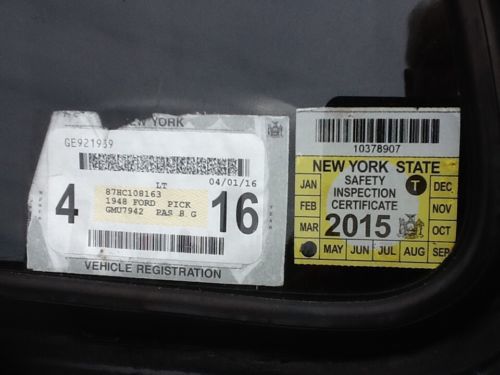 NEW YORK
GE921939
LT
04/01/16
87HC108163
1948 FORD PICK
GMU7942 PAS 8.G
4
16
VEHICLE REGISTRATION
10378907
NEW YORK STATE
SAFETY
INSPECTION
CERTIFICATE
2015
T
JAN
FEB
MAR
MAY JUN JUL AUG SEP
OCT
NOV
DEC